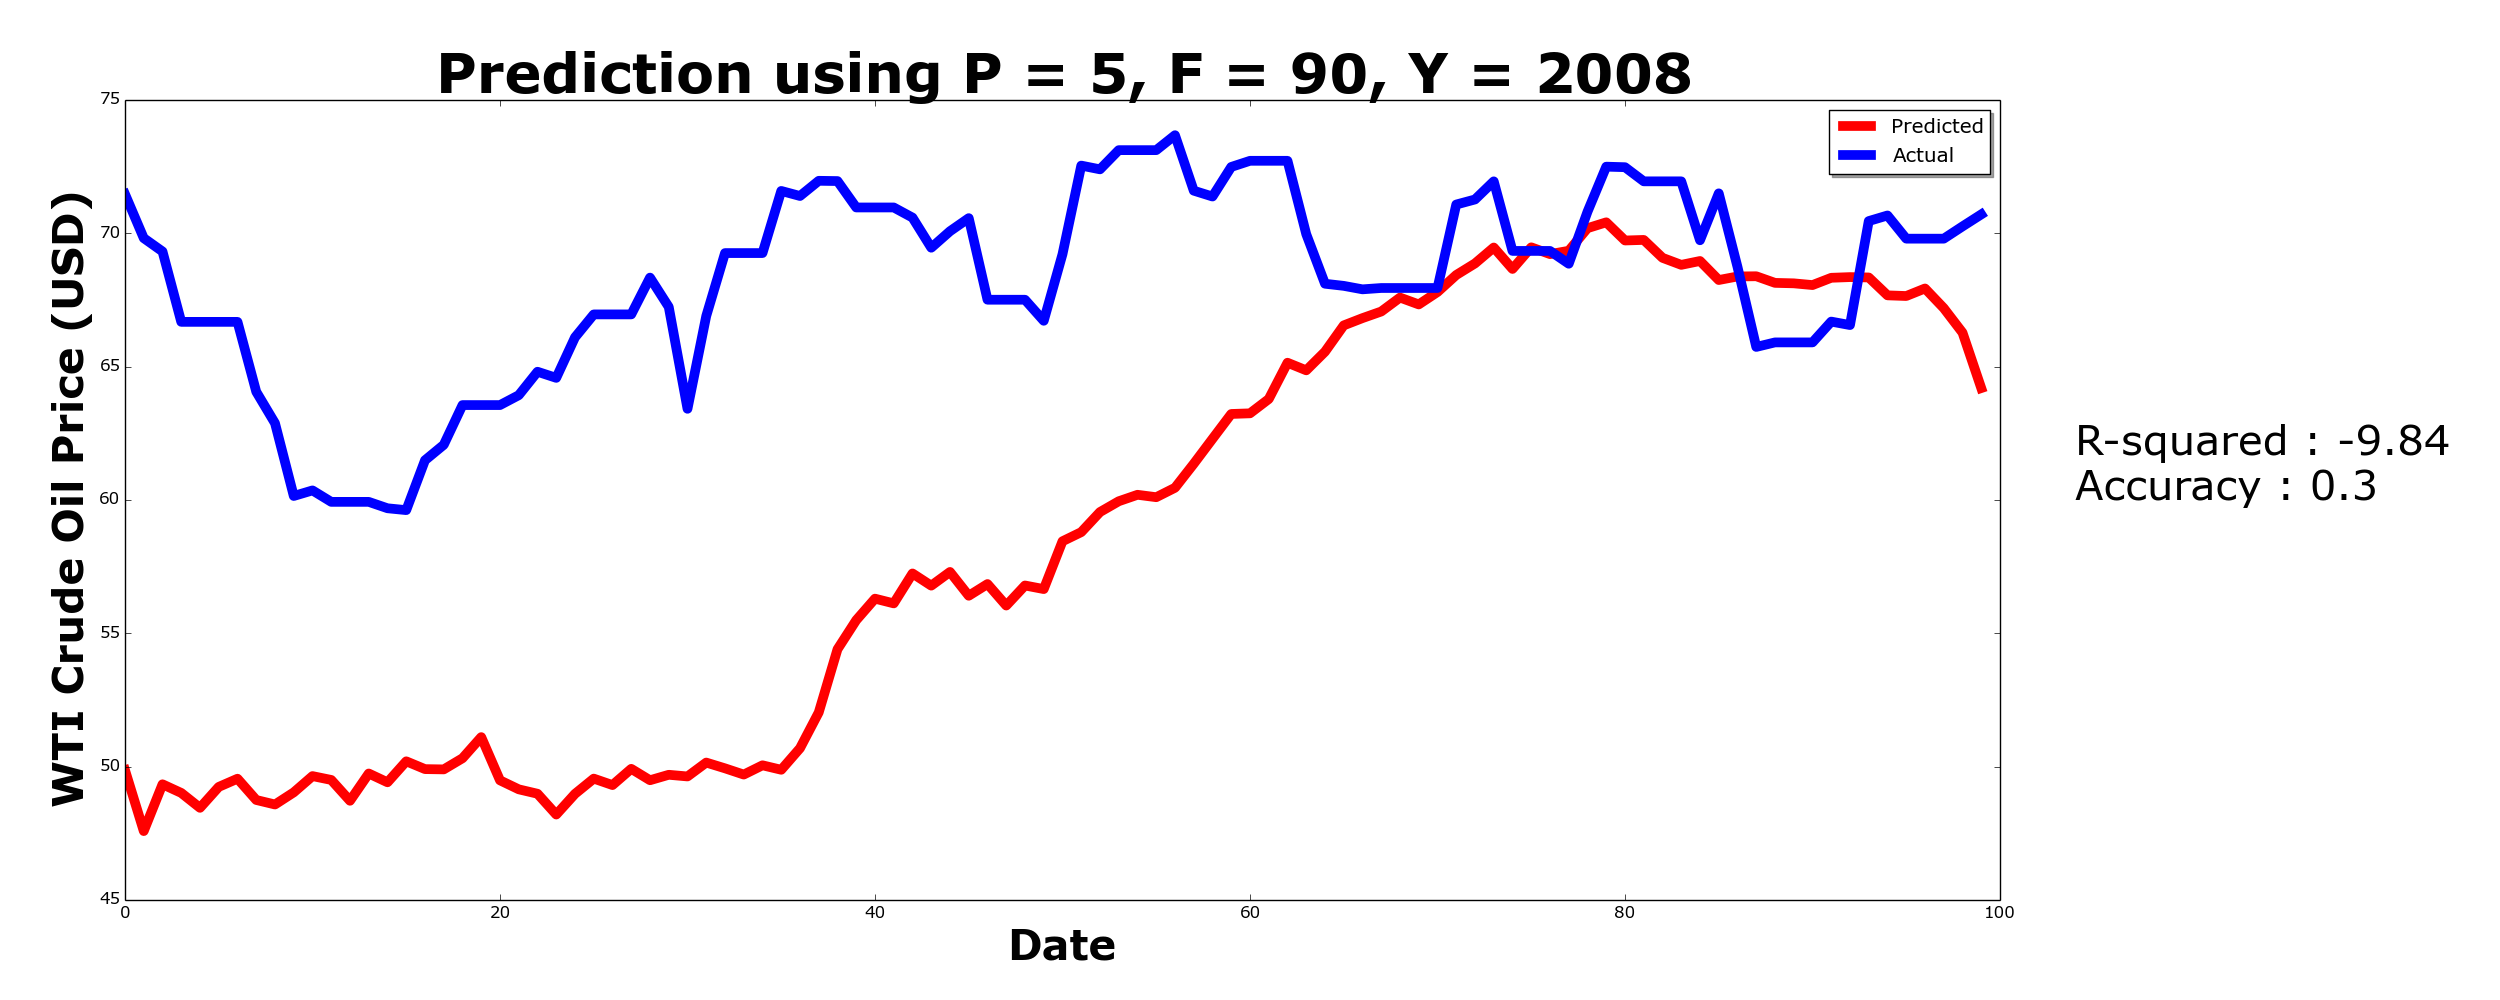 Prediction using P = 5, F = 90, Y = 2008
Predicted
Actual
WTI Crude Oil Price (USD)
75
70
65
60
55
50
45
0 20 40 60 80 100
Date
R-squared : -9.84
Accuracy : 0.3